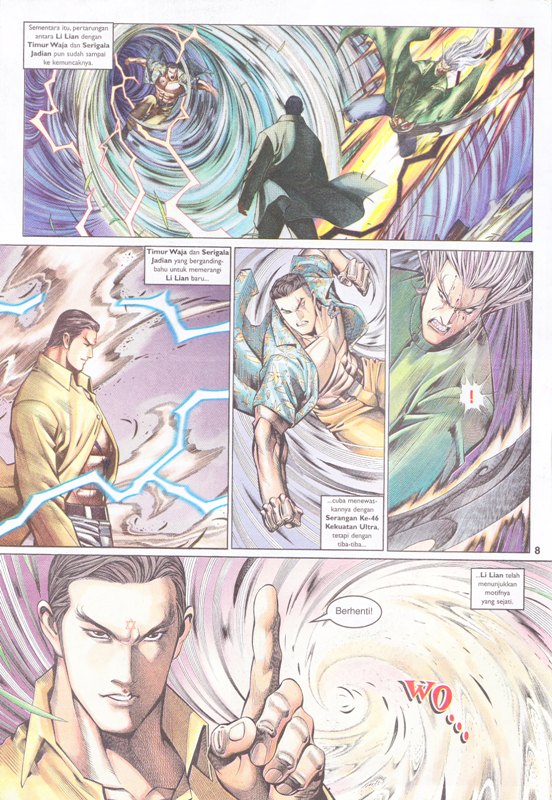 Sementara itu, pertarungan
antara Li Lian dengan
Timur Waja dan Serigala
Jadian pun sudah sampai
ke kemuncaknya.
Timur Waja dan Serigala
Jadian yang berganding-
bahu untuk memerangi
Li Lian baru...
!
...cuba menewas-
kannya dengan
Serangan Ke-46
Kekuatan Ultra,
tetapi dengan
tiba-tiba...
8
...Li Lian telah
menunjukkan
motifnya
yang sejati.
Berhenti!
WO...